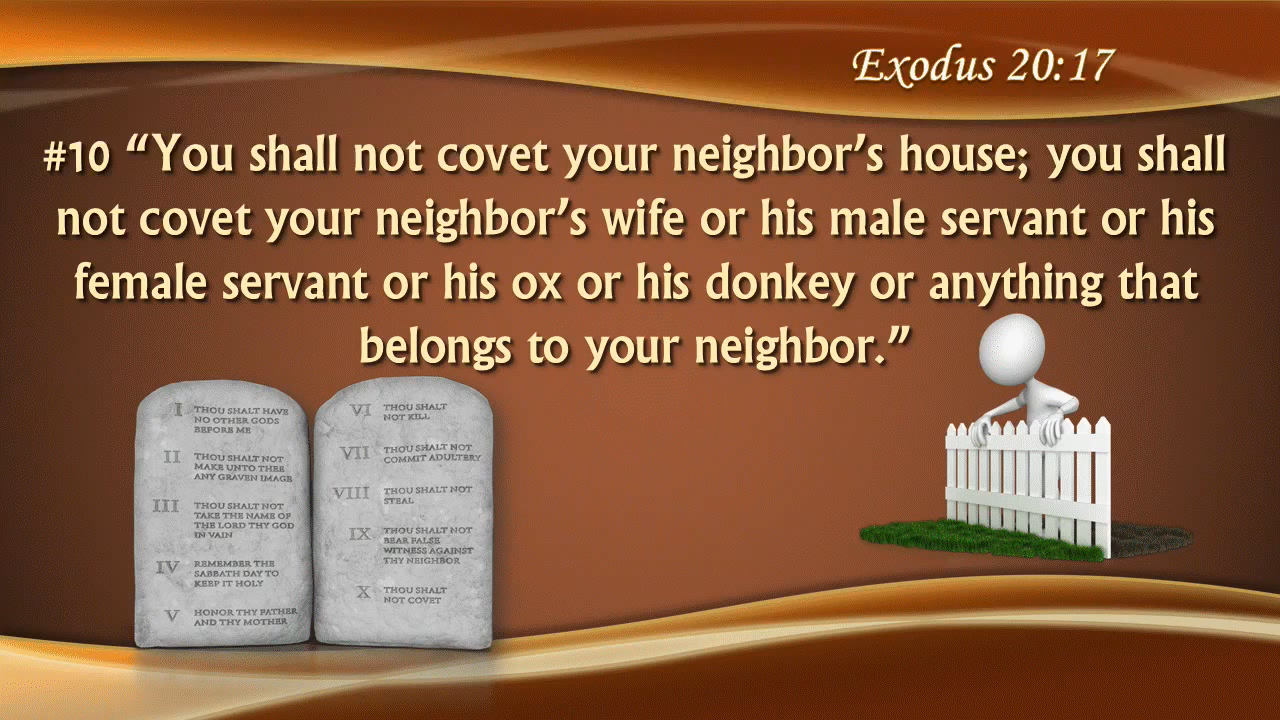 Exodus 20:17
#10 “You shall not covet your neighbor’s house; you shall
not covet your neighbor’s wife or his male servant or his
female servant or his ox or his donkey or anything that
belongs to your neighbor.”
I THOU SHALT HAVE
NO OTHER GODS
BEFORE ME
II THOU SHALT NOT
MAKE UNTO THEE
ANY GRAVEN IMAGE
III THOU SHALT NOT
TAKE THE NAME OF
THE LORD THY GOD
IN VAIN
IV REMEMBER THE
SABBATH DAY TO
KEEP IT HOLY
V HONOR THY FATHER
AND THY MOTHER
VI THOU SHALT
NOT KILL
VII THOU SHALT NOT
COMMIT ADULTERY
VIII THOU SHALT NOT
STEAL
IX THOU SHALT NOT
BEAR FALSE
WITNESS AGAINST
THY NEIGHBOR
X THOU SHALT
NOT COVET